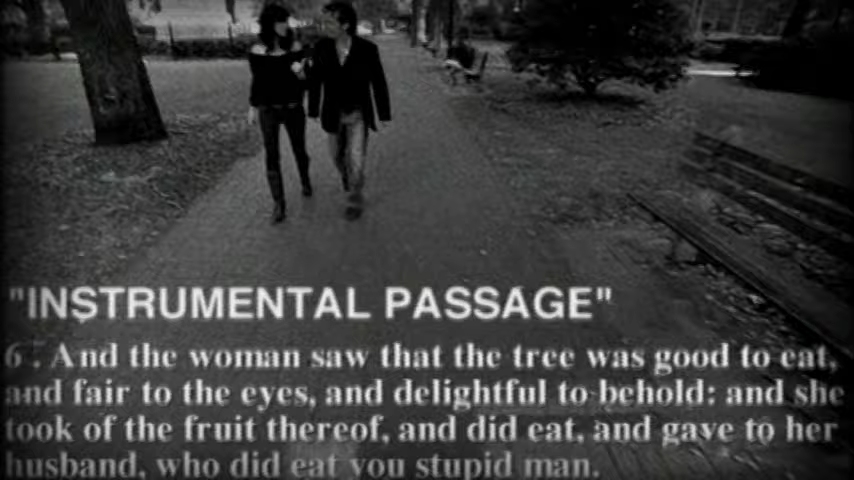 "INSTRUMENTAL PASSAGE"
6 . And the woman saw that the tree was good to eat,
and fair to the eyes, and delightful to behold: and she
took of the fruit thereof, and did eat, and gave to her
husband, who did eat you stupid man.